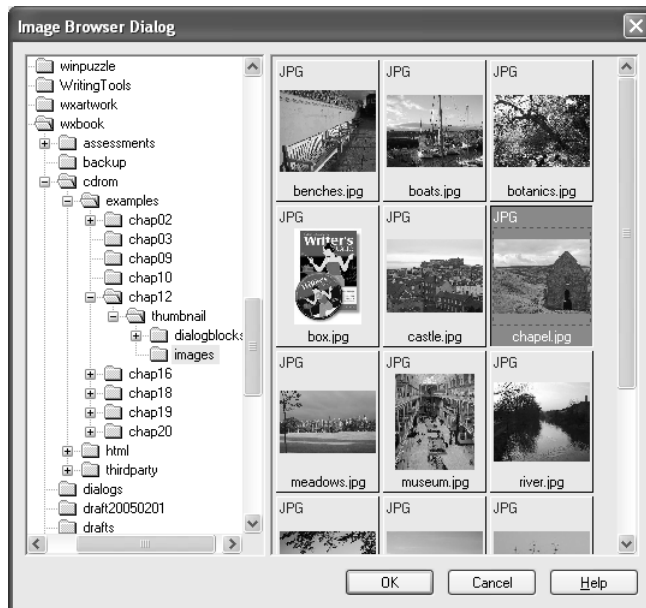 Image Browser Dialog
winpuzzle
WritingTools
wxartwork
wxbook
assessments
backup
cdrom
examples
chap02
chap03
chap09
chap10
chap12
thumbnail
dialogblocks
images
chap16
chap18
chap19
chap20
html
thirdparty
dialogs
draft20050201
drafts
JPG JPG JPG
benches.jpg boats.jpg botanics.jpg
JPG JPG JPG
Writer's
box.jpg castle.jpg chapel.jpg
JPG JPG JPG
meadows.jpg museum.jpg river.jpg
JPG JPG JPG
OK Cancel Help